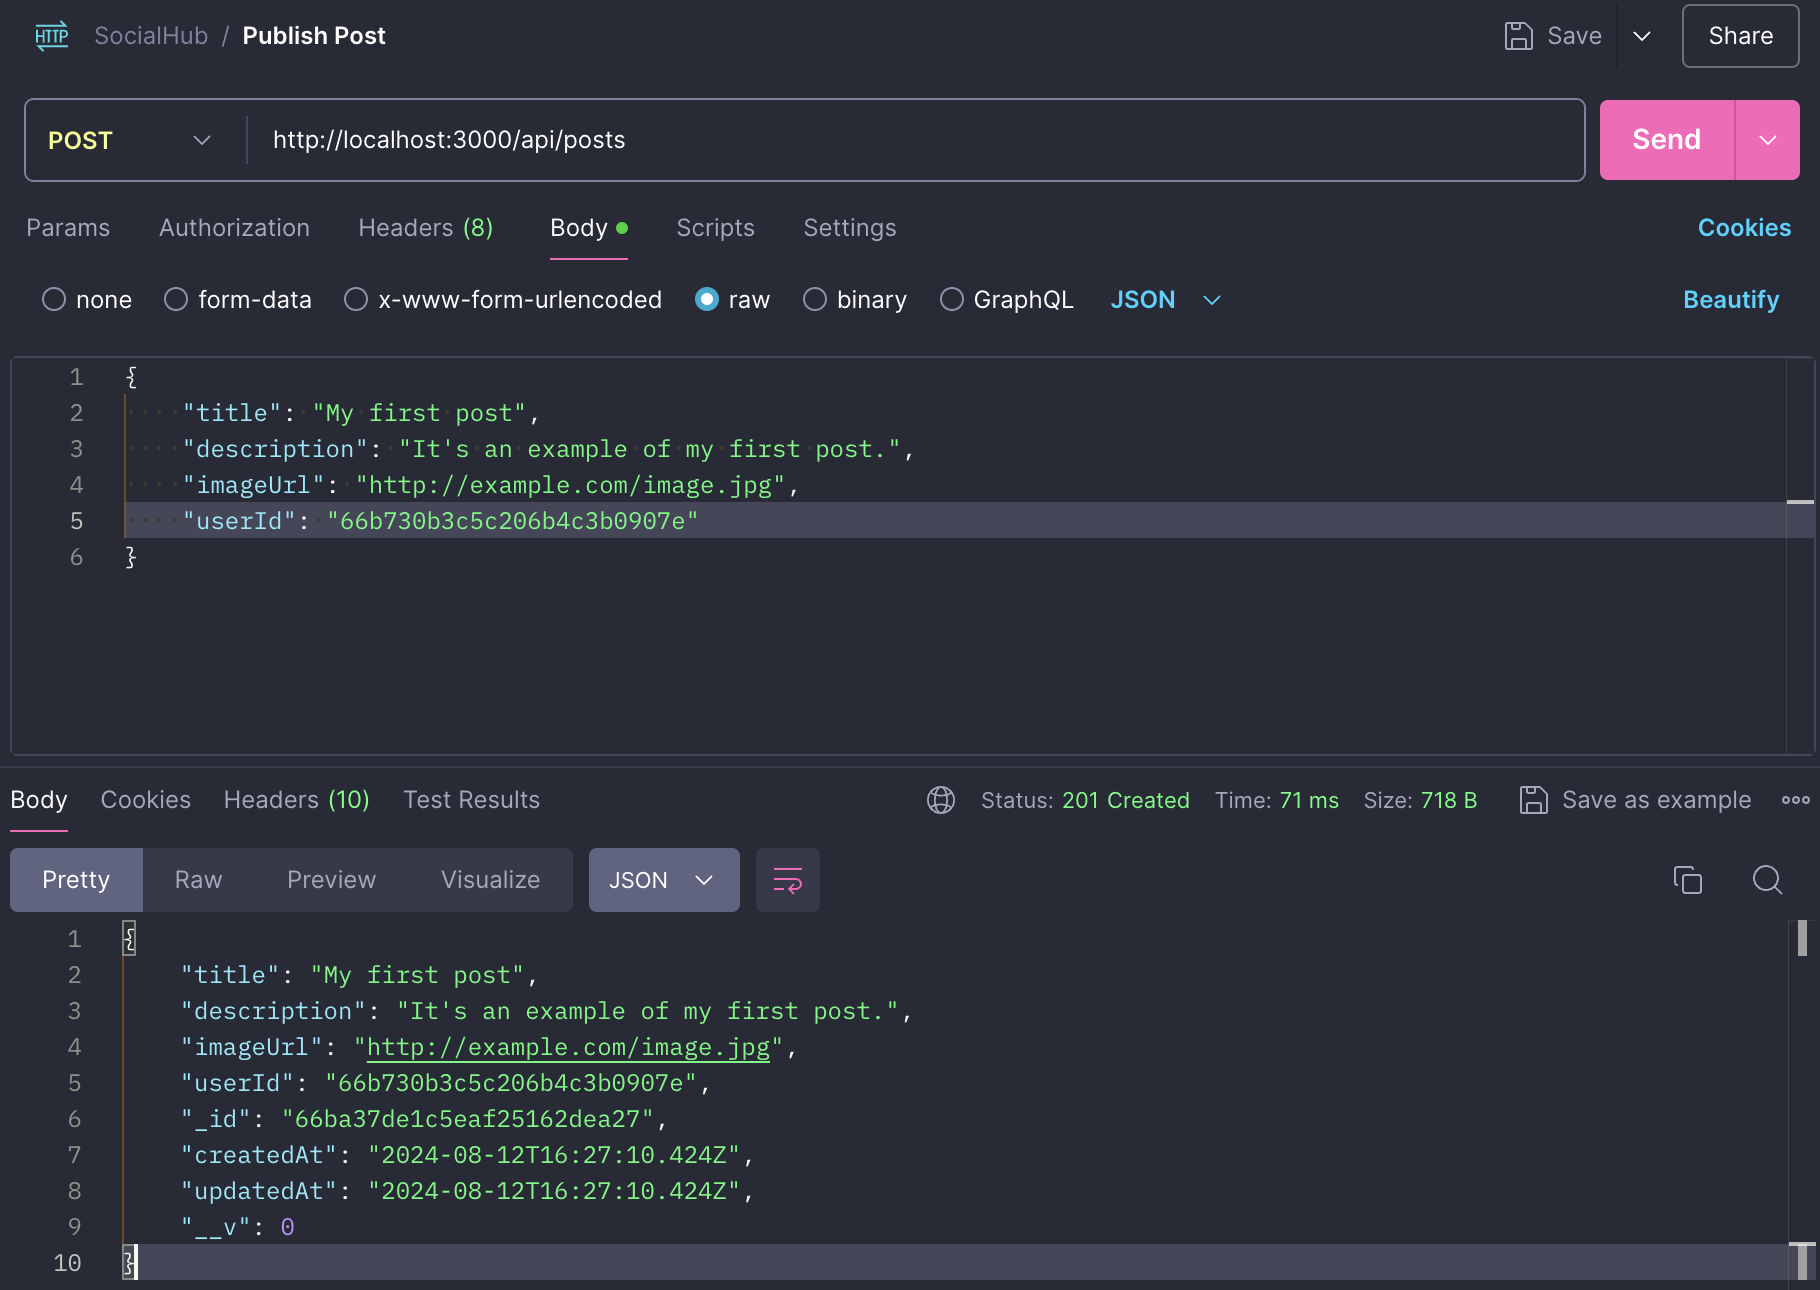 HTTP SocialHub / Publish Post Save Share
POST http://localhost:3000/api/posts Send
Params Authorization Headers (8) Body Scripts Settings Cookies
none form-data x-www-form-urlencoded raw binary GraphQL JSON Beautify
1 {
2 "title": "My first post",
3 "description": "It's an example of my first post.",
4 "imageUrl": "http://example.com/image.jpg",
5 "userId": "66b730b3c5c206b4c3b0907e"
6 }
Body Cookies Headers (10) Test Results Status: 201 Created Time: 71 ms Size: 718 B Save as example
Pretty Raw Preview Visualize JSON
1 {
2 "title": "My first post",
3 "description": "It's an example of my first post.",
4 "imageUrl": "http://example.com/image.jpg",
5 "userId": "66b730b3c5c206b4c3b0907e",
6 "_id": "66ba37de1c5eaf25162dea27",
7 "createdAt": "2024-08-12T16:27:10.424Z",
8 "updatedAt": "2024-08-12T16:27:10.424Z",
9 "__v": 0
10 }